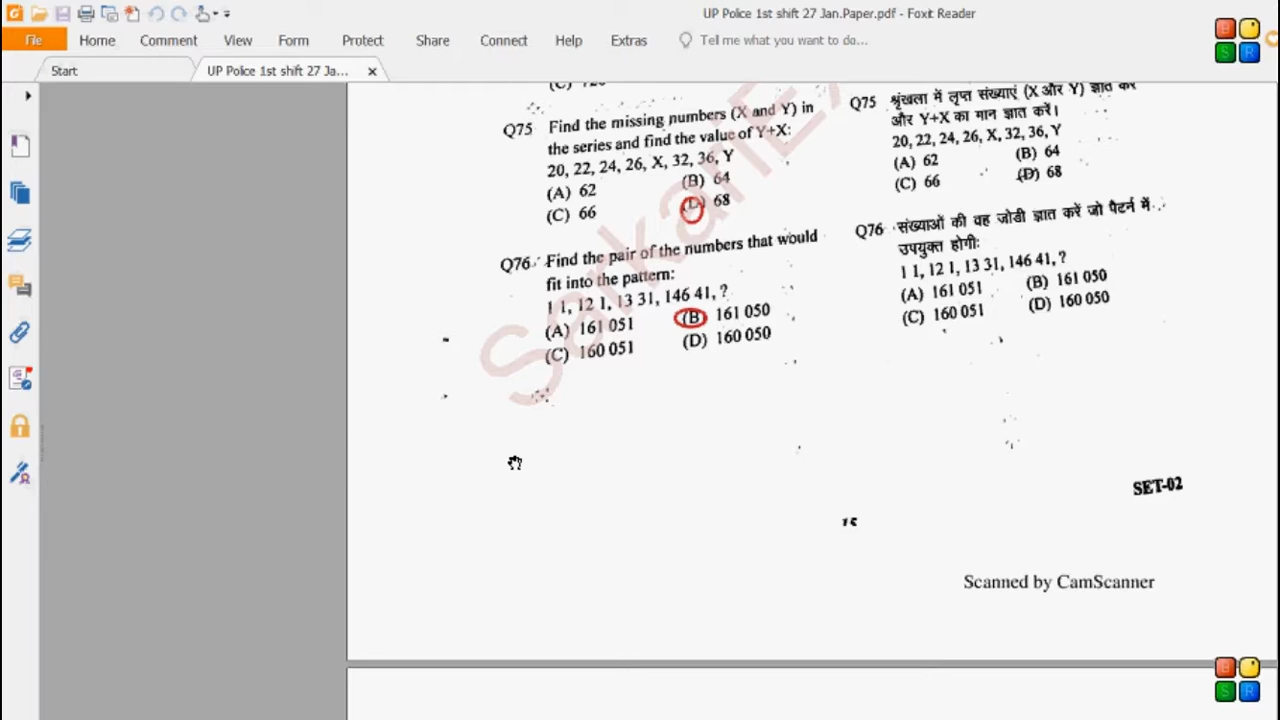 UP Police 1st shift 27 Jan.Paper.pdf - Foxit Reader
File Home Comment View Form Protect Share Connect Help Extras Tell me what you want to do...
Start UP Police 1st shift 27 Ja...
Q75 Find the missing numbers (X and Y) in
the series and find the value of Y+X:
20, 22, 24, 26, X, 32, 36, Y
(A) 62 (B) 64
(C) 66 (D) 68
Q76 Find the pair of the numbers that would
fit into the pattern:
1 1, 12 1, 13 31, 146 41, ?
(A) 161 051 (B) 161 050
(C) 160 051 (D) 160 050
Q75 श्रृंखला में लृप्त संख्याएं (X और Y) ज्ञात करें
और Y+X का मान ज्ञात करें।
20, 22, 24, 26, X, 32, 36, Y
(A) 62 (B) 64
(C) 66 (D) 68
Q76 संख्याओं की वह जोडी ज्ञात करें जो पैटर्न में
उपयुक्त होगी:
1 1, 12 1, 13 31, 146 41, ?
(A) 161 051 (B) 161 050
(C) 160 051 (D) 160 050
SET-02
15
Scanned by CamScanner
B S R
B S R